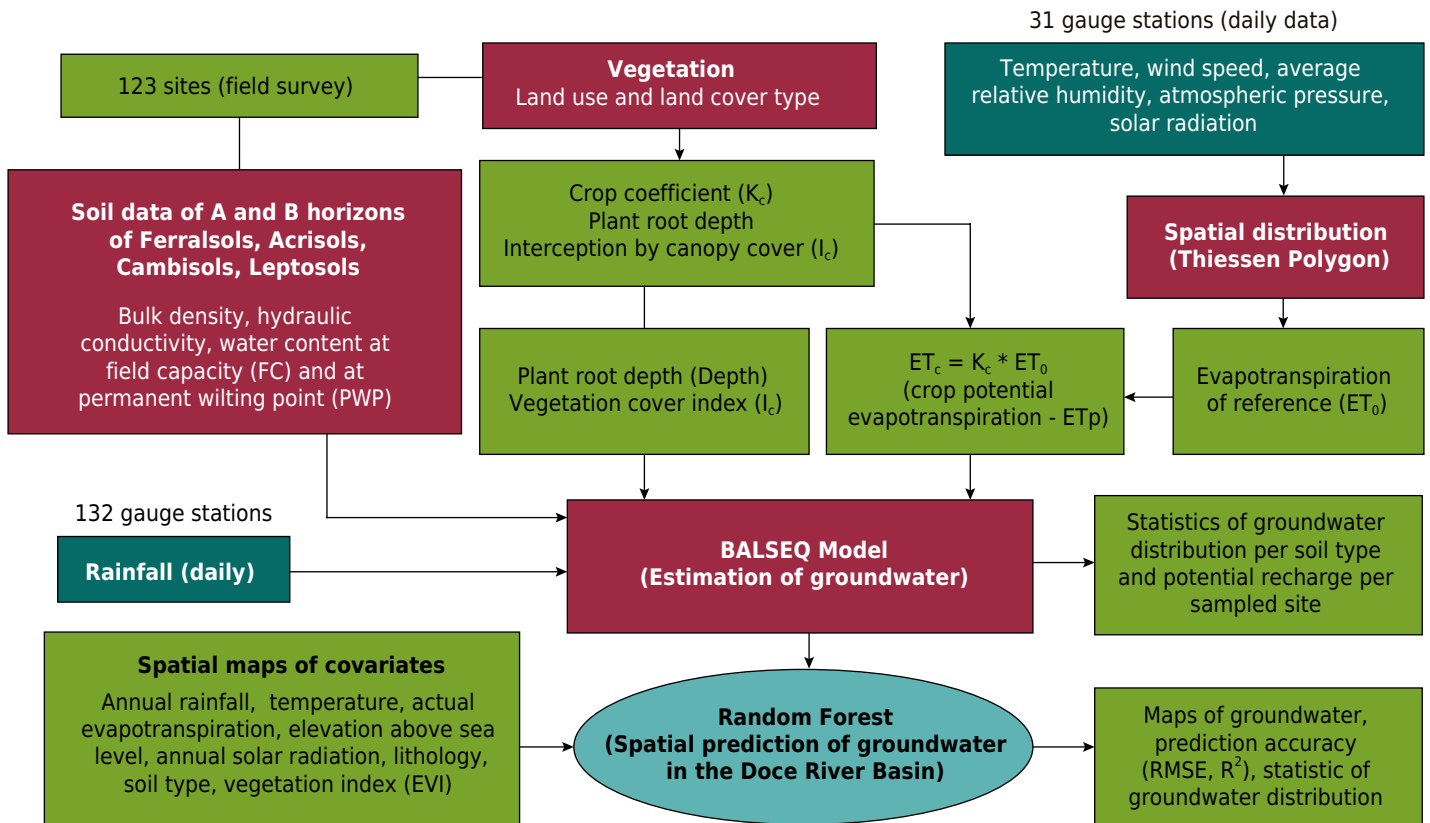 31 gauge stations (daily data)
123 sites (field survey)
Vegetation
Land use and land cover type
Temperature, wind speed, average
relative humidity, atmospheric pressure,
solar radiation
Soil data of A and B horizons
of Ferralsols, Acrisols,
Cambisols, Leptosols
Bulk density, hydraulic
conductivity, water content at
field capacity (FC) and at
permanent wilting point (PWP)
Crop coefficient (Kc)
Plant root depth
Interception by canopy cover (Ic)
Spatial distribution
(Thiessen Polygon)
Plant root depth (Depth)
Vegetation cover index (Ic)
ETc = Kc * ET0
(crop potential
evapotranspiration - ETp)
Evapotranspiration
of reference (ET0)
132 gauge stations
Rainfall (daily)
BALSEQ Model
(Estimation of groundwater)
Statistics of groundwater
distribution per soil type
and potential recharge per
sampled site
Spatial maps of covariates
Annual rainfall, temperature, actual
evapotranspiration, elevation above sea
level, annual solar radiation, lithology,
soil type, vegetation index (EVI)
Random Forest
(Spatial prediction of groundwater
in the Doce River Basin)
Maps of groundwater,
prediction accuracy
(RMSE, R²), statistic of
groundwater distribution